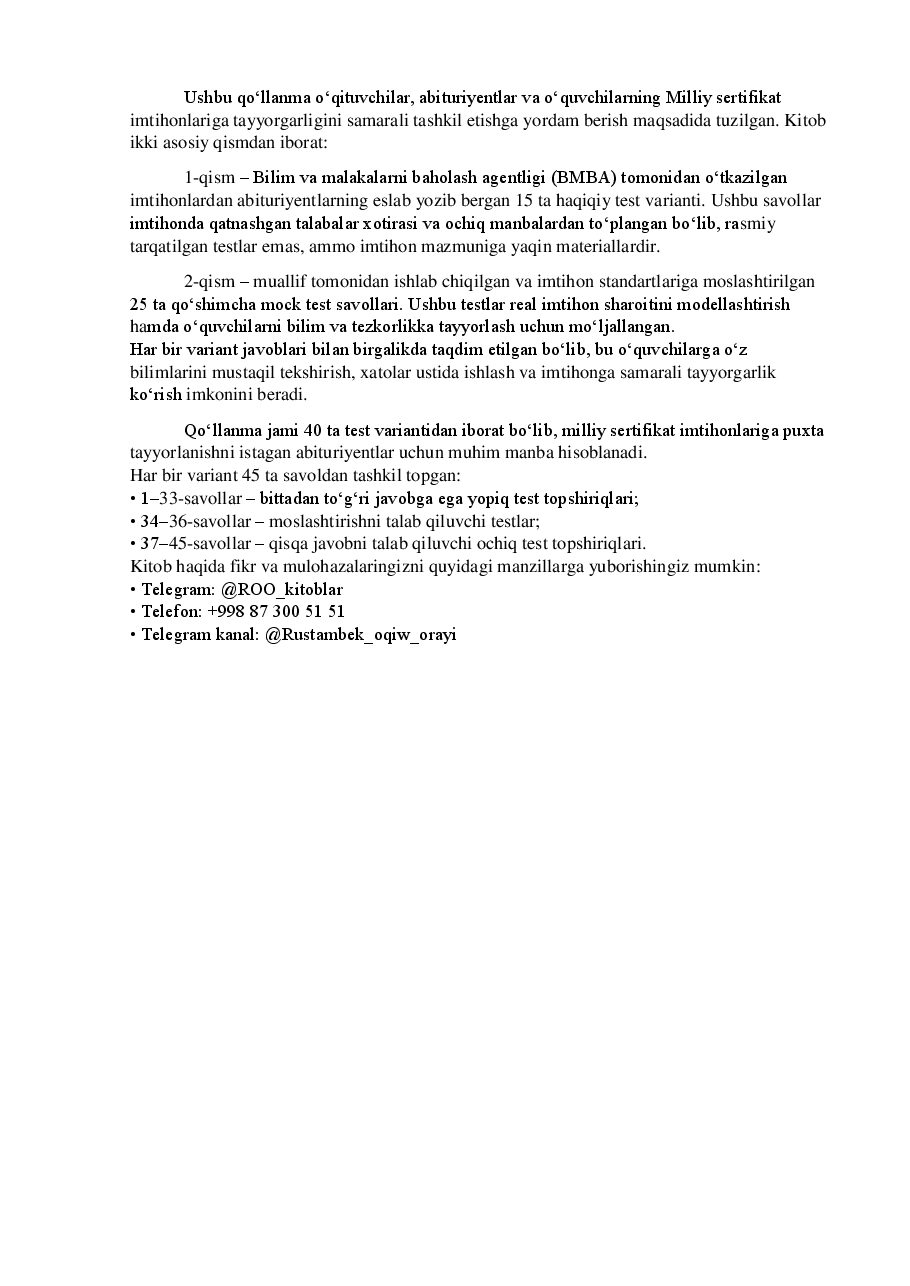 Ushbu qo‘llanma o‘qituvchilar, abituriyentlar va o‘quvchilarning Milliy sertifikat
imtihonlariga tayyorgarligini samarali tashkil etishga yordam berish maqsadida tuzilgan. Kitob
ikki asosiy qismdan iborat:
1-qism – Bilim va malakalarni baholash agentligi (BMBA) tomonidan o‘tkazilgan
imtihonlardan abituriyentlarning eslab yozib bergan 15 ta haqiqiy test varianti. Ushbu savollar
imtihonda qatnashgan talabalar xotirasi va ochiq manbalardan to‘plangan bo‘lib, rasmiy
tarqatilgan testlar emas, ammo imtihon mazmuniga yaqin materiallardir.
2-qism – muallif tomonidan ishlab chiqilgan va imtihon standartlariga moslashtirilgan
25 ta qo‘shimcha mock test savollari. Ushbu testlar real imtihon sharoitini modellashtirish
hamda o‘quvchilarni bilim va tezkorlikka tayyorlash uchun mo‘ljallangan.
Har bir variant javoblari bilan birgalikda taqdim etilgan bo‘lib, bu o‘quvchilarga o‘z
bilimlarini mustaqil tekshirish, xatolar ustida ishlash va imtihonga samarali tayyorgarlik
ko‘rish imkonini beradi.
Qo‘llanma jami 40 ta test variantidan iborat bo‘lib, milliy sertifikat imtihonlariga puxta
tayyorlanishni istagan abituriyentlar uchun muhim manba hisoblanadi.
Har bir variant 45 ta savoldan tashkil topgan:
• 1–33-savollar – bittadan to‘g‘ri javobga ega yopiq test topshiriqlari;
• 34–36-savollar – moslashtirishni talab qiluvchi testlar;
• 37–45-savollar – qisqa javobni talab qiluvchi ochiq test topshiriqlari.
Kitob haqida fikr va mulohazalaringizni quyidagi manzillarga yuborishingiz mumkin:
• Telegram: @ROO_kitoblar
• Telefon: +998 87 300 51 51
• Telegram kanal: @Rustambek_oqiw_orayi